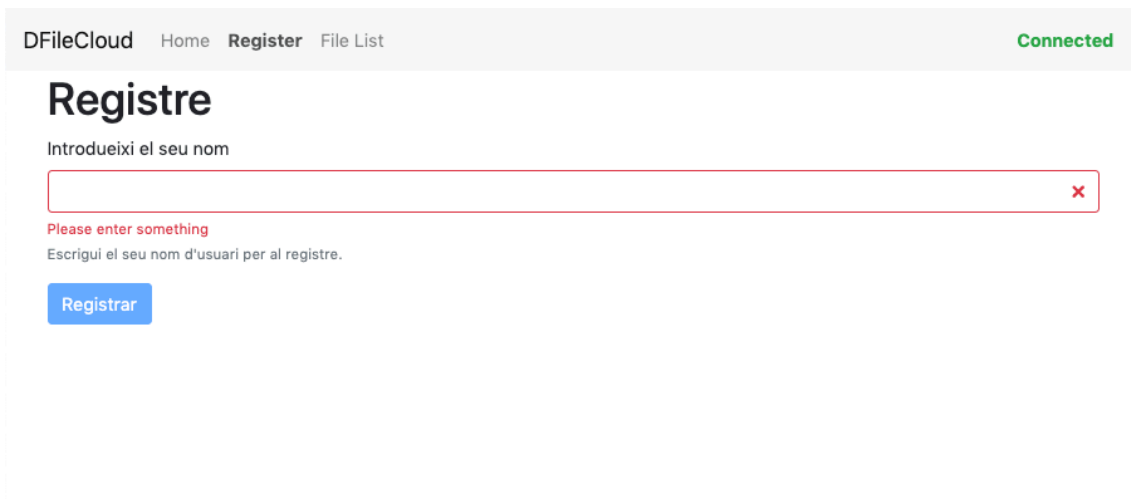 DFileCloud Home Register File List Connected
Registre
Introdueixi el seu nom
Please enter something
Escrigui el seu nom d'usuari per al registre.
Registrar